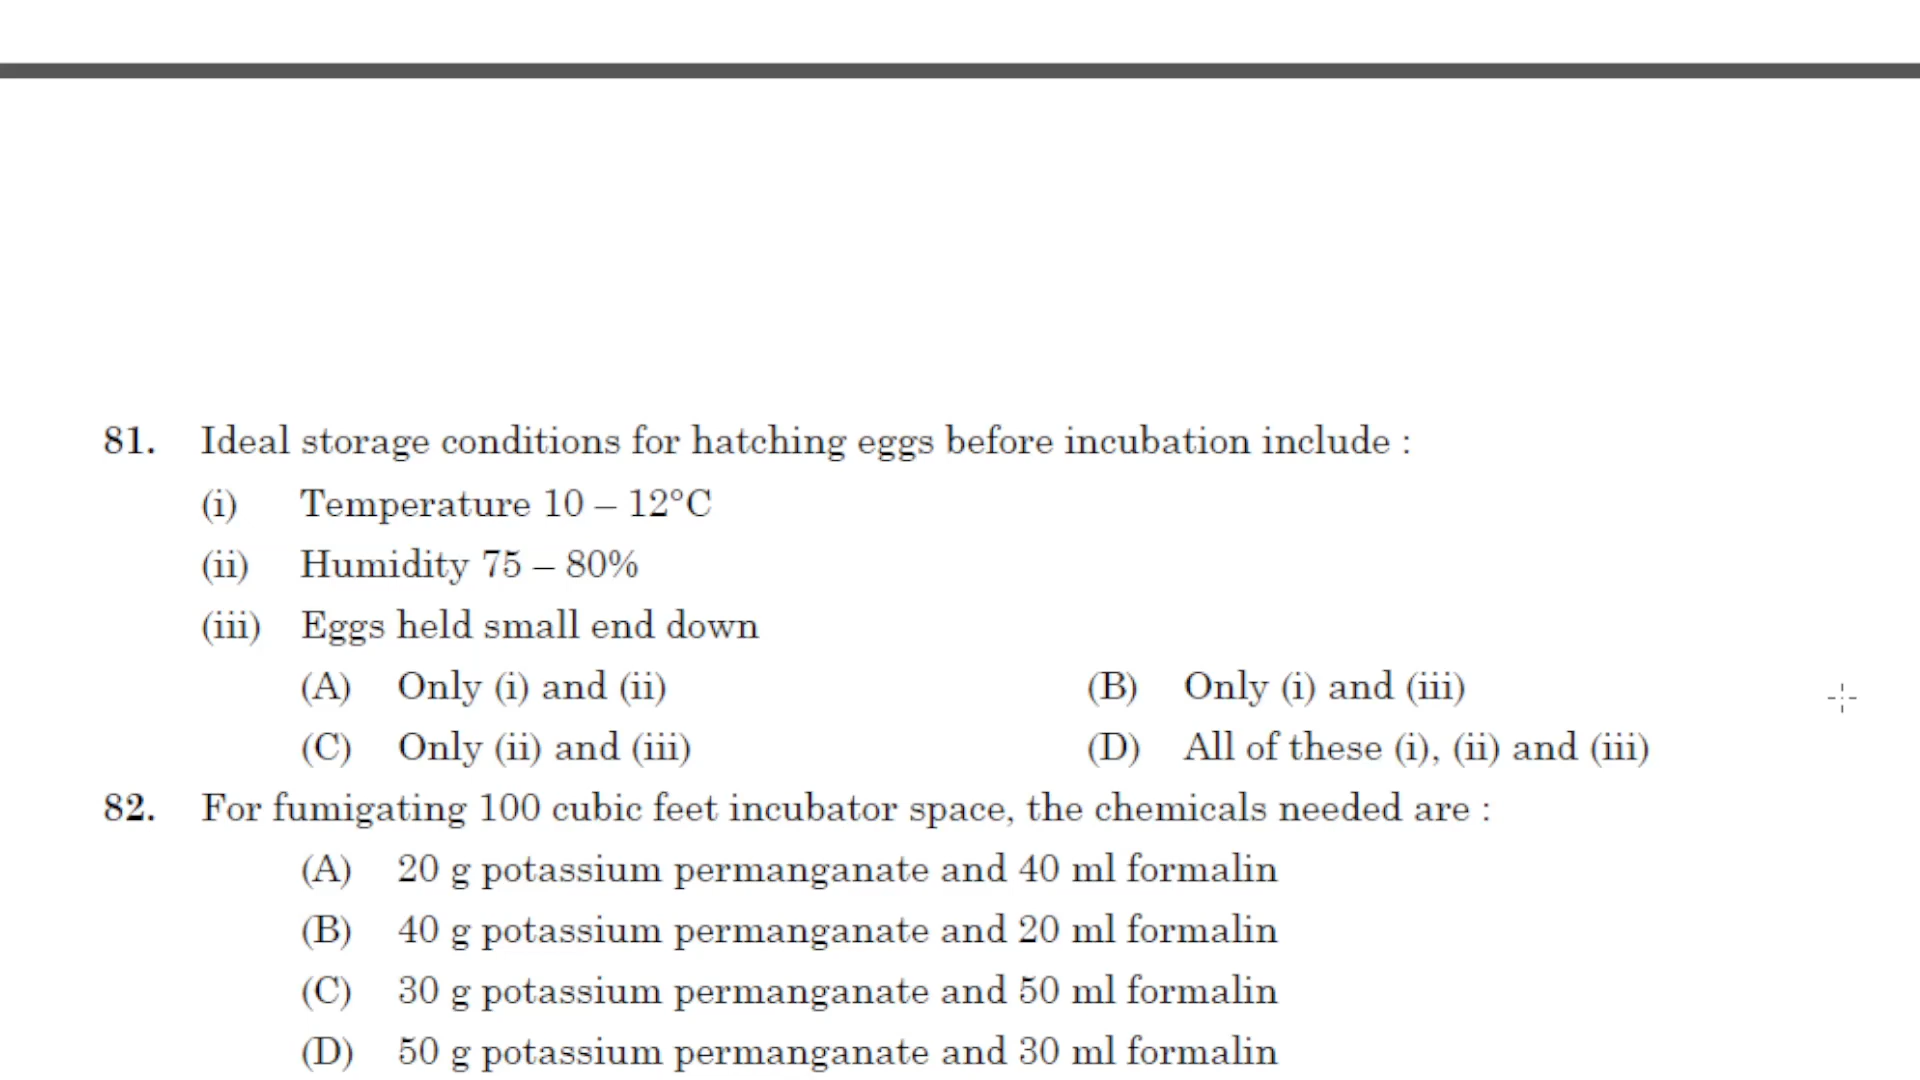 81. Ideal storage conditions for hatching eggs before incubation include :
(i) Temperature 10 – 12°C
(ii) Humidity 75 – 80%
(iii) Eggs held small end down
(A) Only (i) and (ii) (B) Only (i) and (iii)
(C) Only (ii) and (iii) (D) All of these (i), (ii) and (iii)
82. For fumigating 100 cubic feet incubator space, the chemicals needed are :
(A) 20 g potassium permanganate and 40 ml formalin
(B) 40 g potassium permanganate and 20 ml formalin
(C) 30 g potassium permanganate and 50 ml formalin
(D) 50 g potassium permanganate and 30 ml formalin